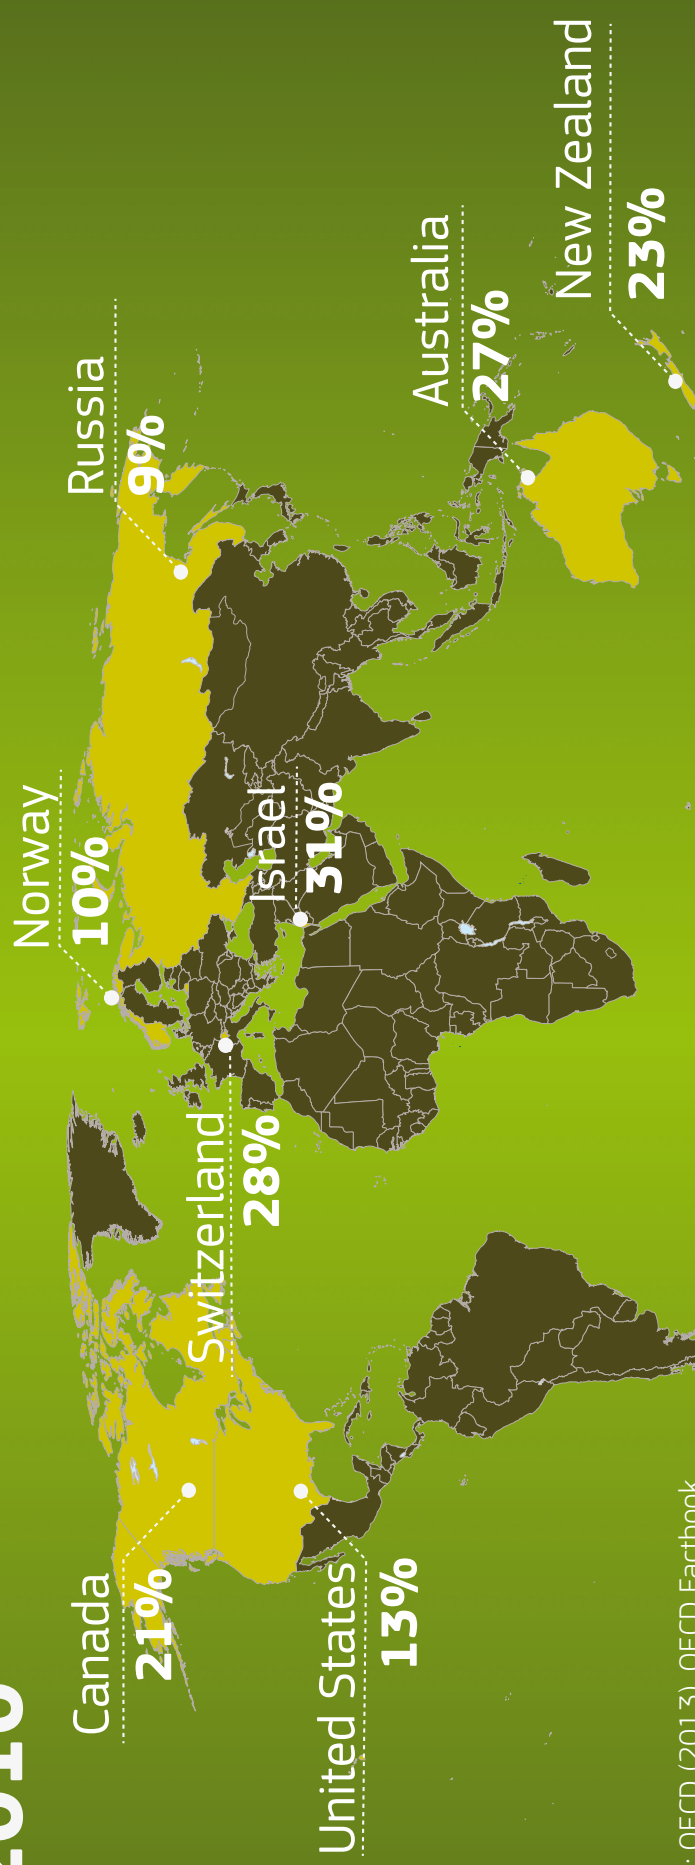 2010
Norway
10%
Russia
9%
Canada
21%
Switzerland
28%
Israel
31%
United States
13%
Australia
27%
New Zealand
23%
: OECD (2013), OECD Factbook